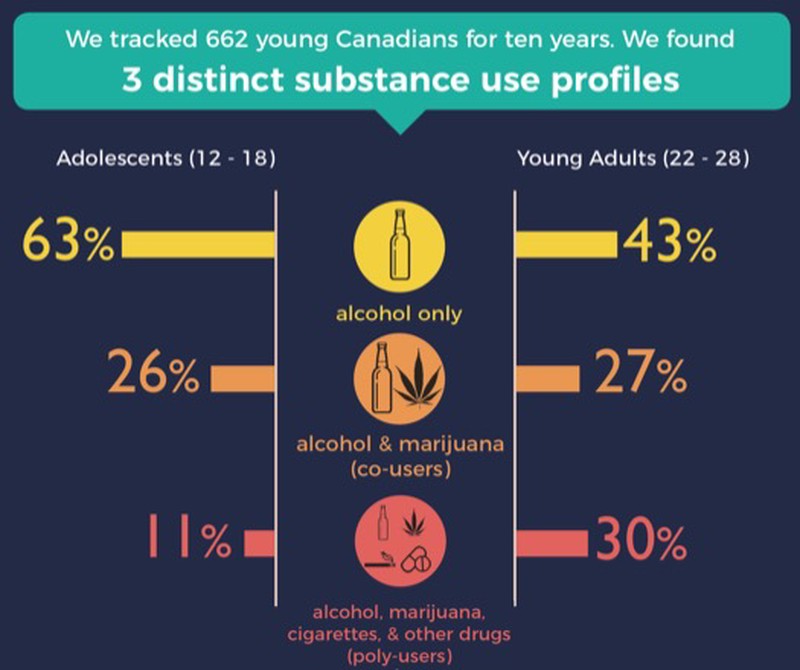 We tracked 662 young Canadians for ten years. We found
3 distinct substance use profiles
Adolescents (12 - 18)
Young Adults (22 - 28)
63%
43%
alcohol only
26%
27%
alcohol & marijuana
(co-users)
11%
30%
alcohol, marijuana,
cigarettes, & other drugs
(poly-users)